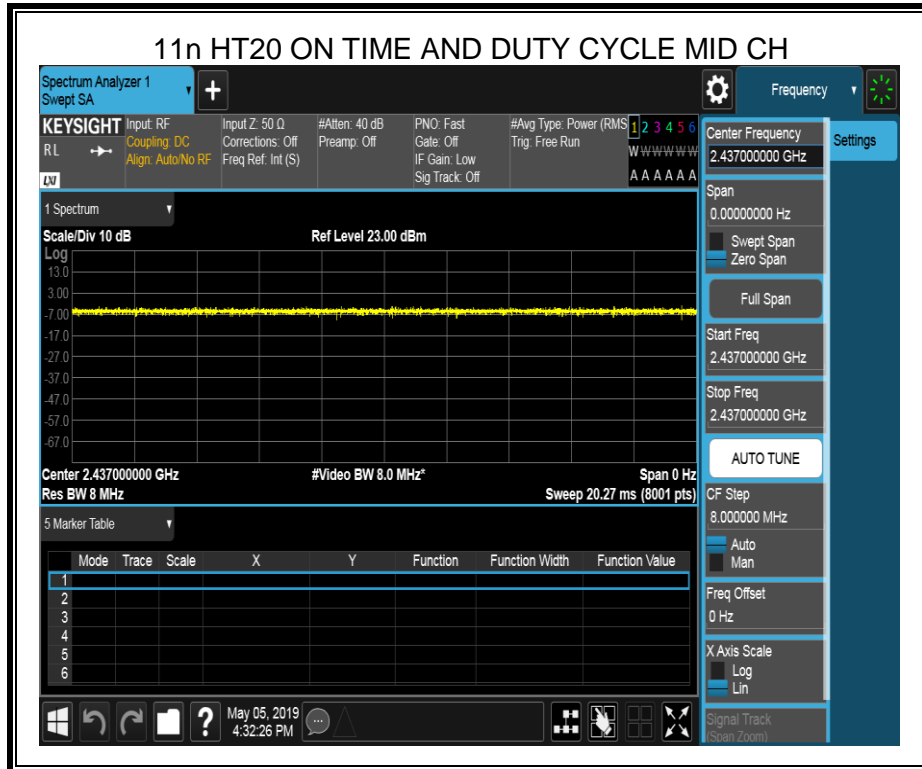 11n HT20 ON TIME AND DUTY CYCLE MID CH
Spectrum Analyzer 1
Swept SA
Frequency
KEYSIGHT
RL
LXI
Input: RF
Coupling: DC
Align: Auto/No RF
Input Z: 50 Ω
Corrections: Off
Freq Ref: Int (S)
#Atten: 40 dB
Preamp: Off
PNO: Fast
Gate: Off
IF Gain: Low
Sig Track: Off
#Avg Type: Power (RMS
Trig: Free Run
1 2 3 4 5 6
W W W W W W
A A A A A A
1 Spectrum
Scale/Div 10 dB
Ref Level 23.00 dBm
Log
13.0
3.00
-7.00
-17.0
-27.0
-37.0
-47.0
-57.0
-67.0
Center 2.437000000 GHz
#Video BW 8.0 MHz*
Span 0 Hz
Res BW 8 MHz
Sweep 20.27 ms (8001 pts)
5 Marker Table
Mode Trace Scale X Y Function Function Width Function Value
1
2
3
4
5
6
May 05, 2019
4:32:26 PM
?
Center Frequency
2.437000000 GHz
Settings
Span
0.00000000 Hz
Swept Span
Zero Span
Full Span
Start Freq
2.437000000 GHz
Stop Freq
2.437000000 GHz
AUTO TUNE
CF Step
8.000000 MHz
Auto
Man
Freq Offset
0 Hz
X Axis Scale
Log
Lin
Signal Track
(Span Zoom)